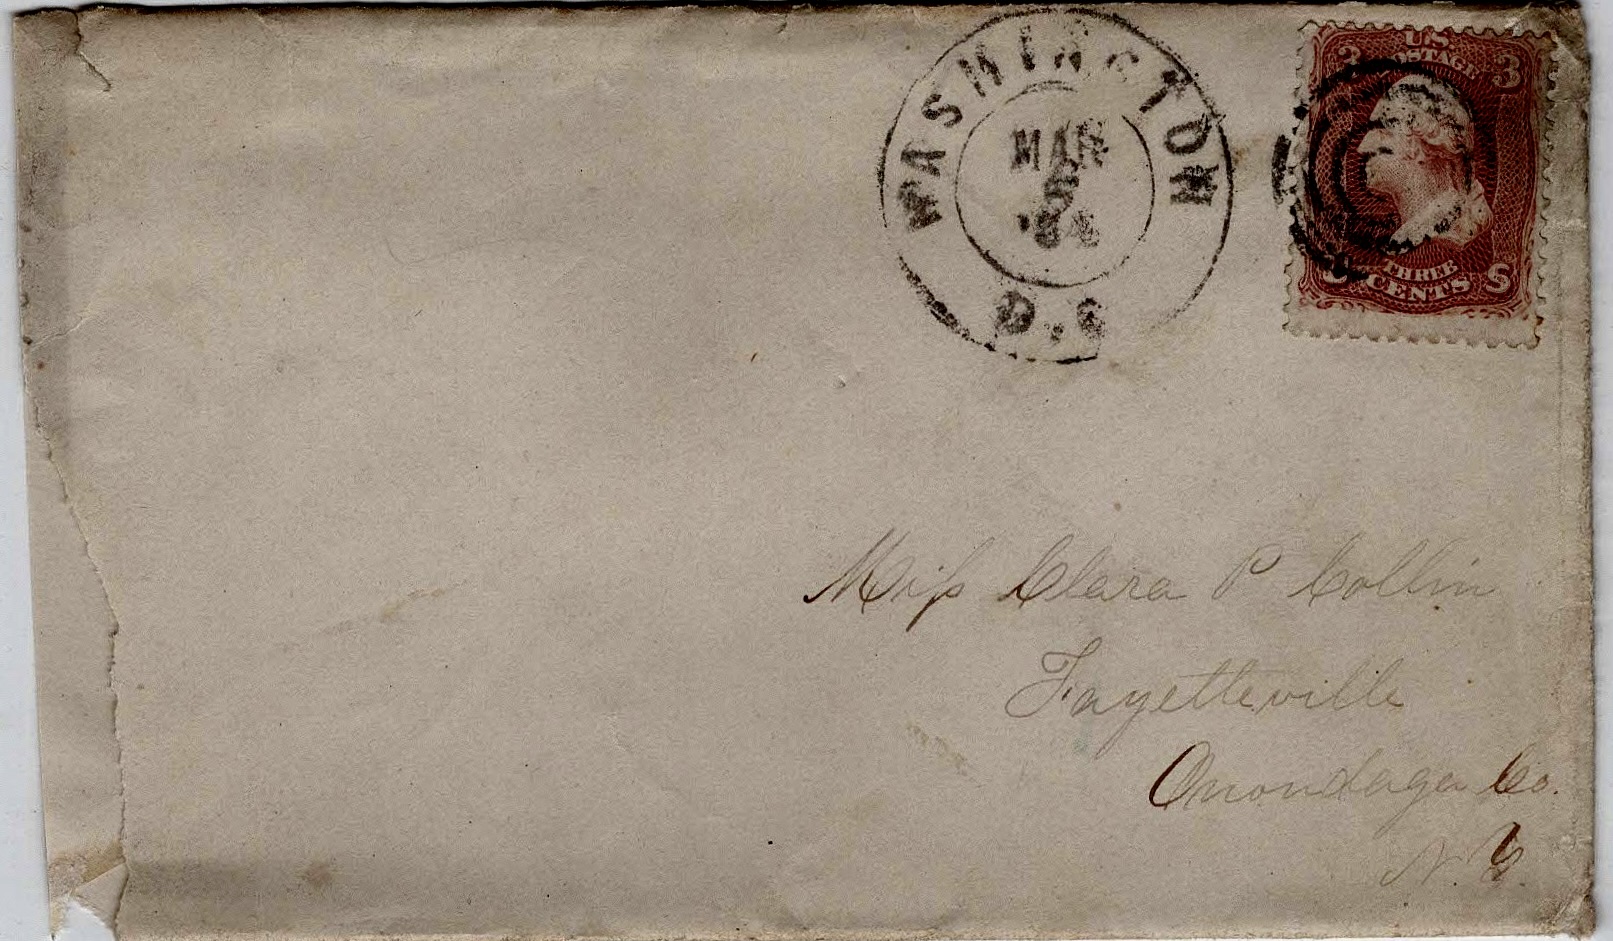 WASHINGTON
MAR
5
'64
D.C
U.S.
POSTAGE
3 3
THREE
CENTS
S
Miss Clara P Collin
Fayetteville
Onondaga Co.
N.Y.